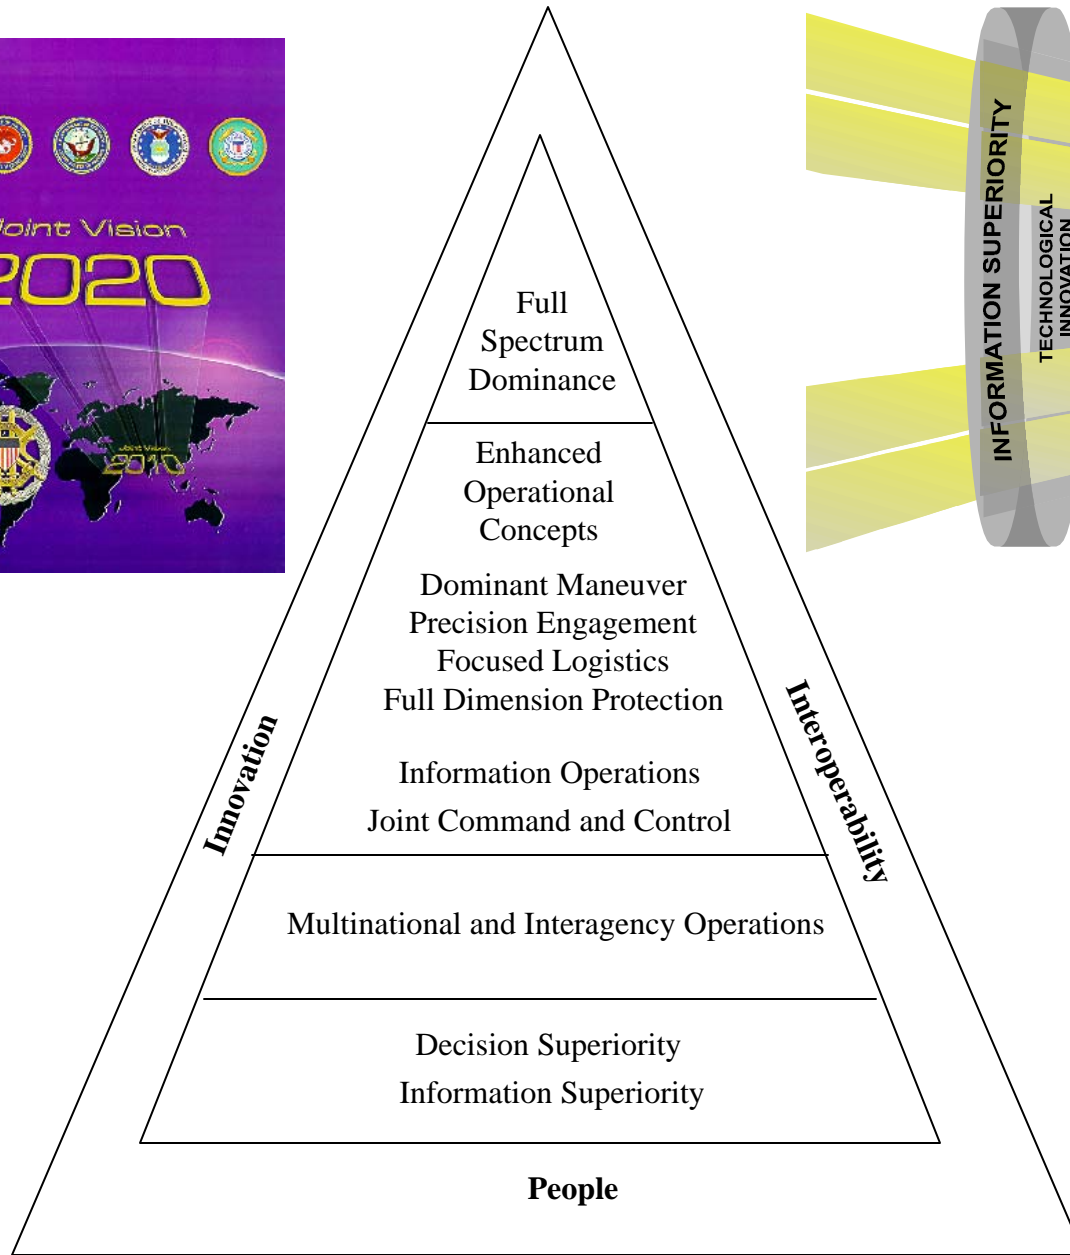 Joint Vision
2020
Joint Vision
2010
INFORMATION SUPERIORITY
TECHNOLOGICAL
INNOVATION
Full
Spectrum
Dominance
Enhanced
Operational
Concepts
Dominant Maneuver
Precision Engagement
Focused Logistics
Full Dimension Protection
Information Operations
Joint Command and Control
Innovation
Interoperability
Multinational and Interagency Operations
Decision Superiority
Information Superiority
People